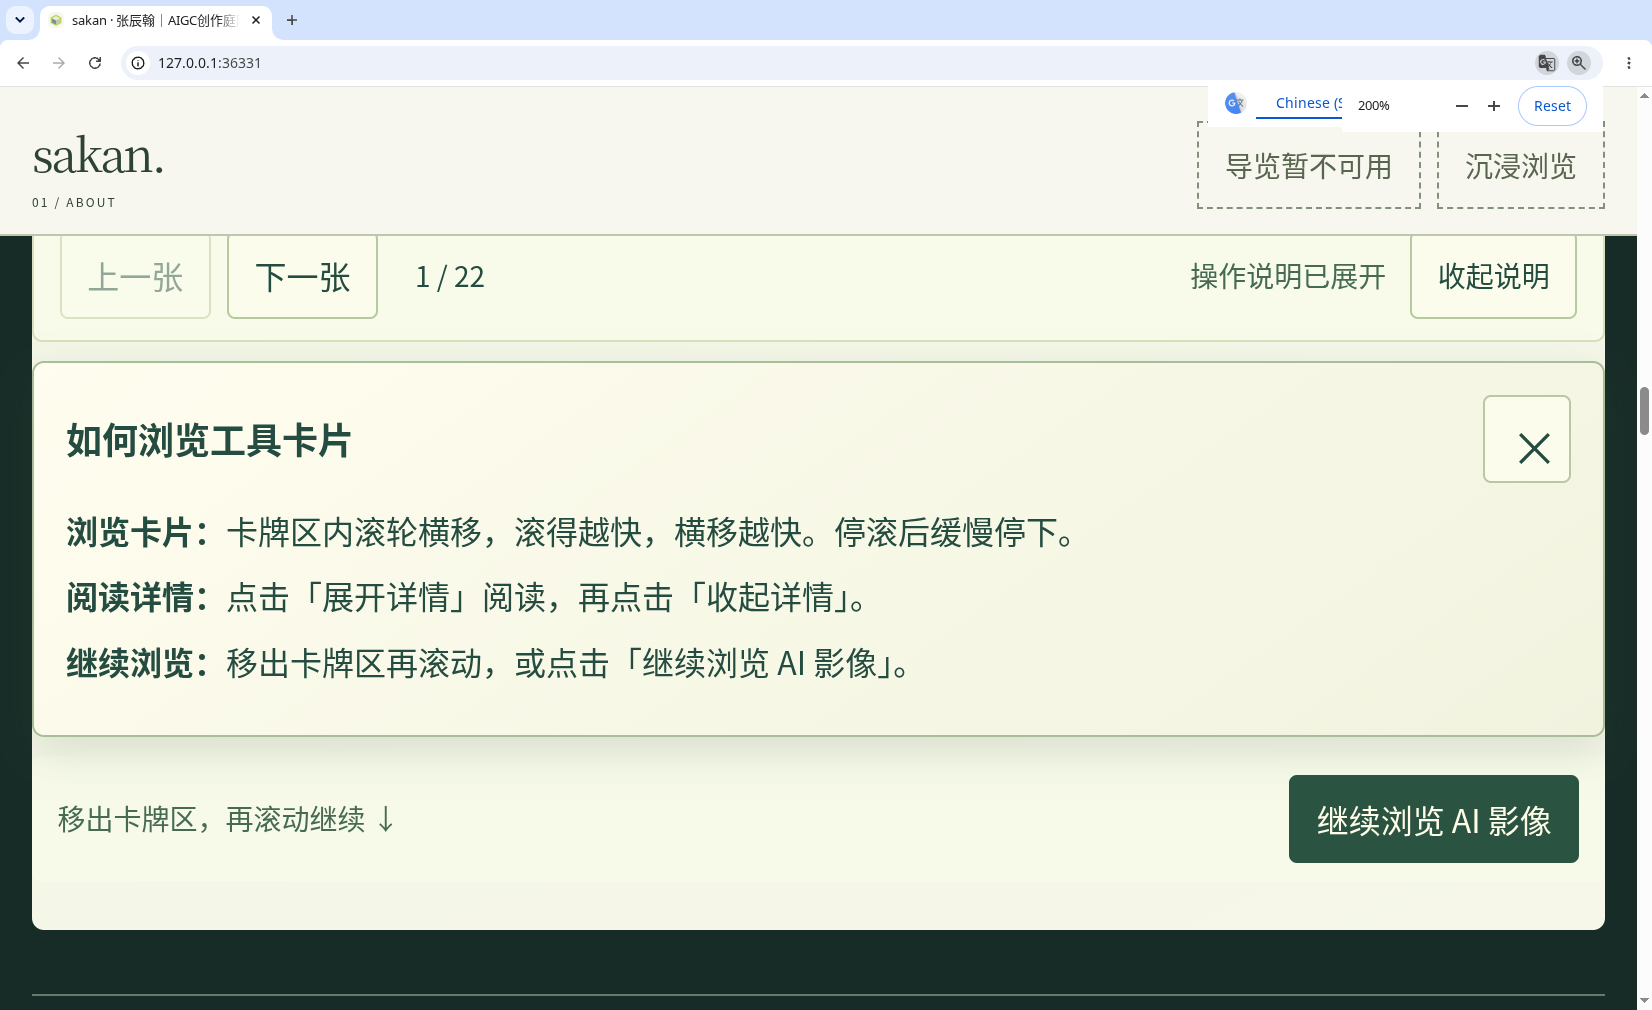 sakan · 张辰翰｜AIGC创作庭
127.0.0.1:36331
Chinese (S
200%
Reset
sakan.
01 / ABOUT
导览暂不可用
沉浸浏览
上一张
下一张
1 / 22
操作说明已展开
收起说明
如何浏览工具卡片
浏览卡片：卡牌区内滚轮横移，滚得越快，横移越快。停滚后缓慢停下。
阅读详情：点击「展开详情」阅读，再点击「收起详情」。
继续浏览：移出卡牌区再滚动，或点击「继续浏览 AI 影像」。
移出卡牌区，再滚动继续 ↓
继续浏览 AI 影像